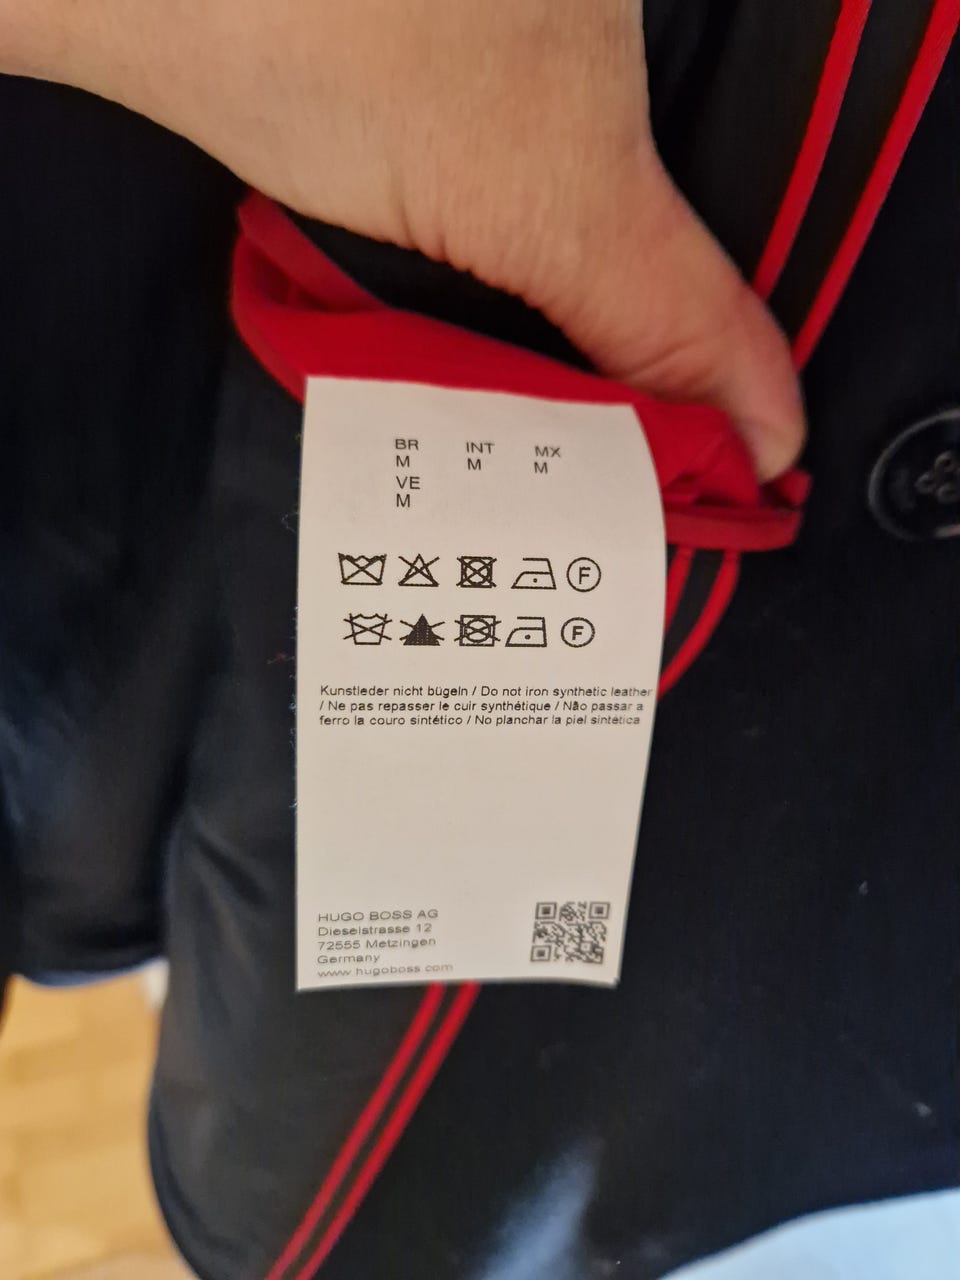 BR INT MX
M M M
VE
M
F
F
Kunstleder nicht bügeln / Do not iron synthetic leather
/ Ne pas repasser le cuir synthétique / Não passar a
ferro la couro sintético / No planchar la piel sintética
HUGO BOSS AG
Dieselstrasse 12
72555 Metzingen
Germany
www.hugoboss.com